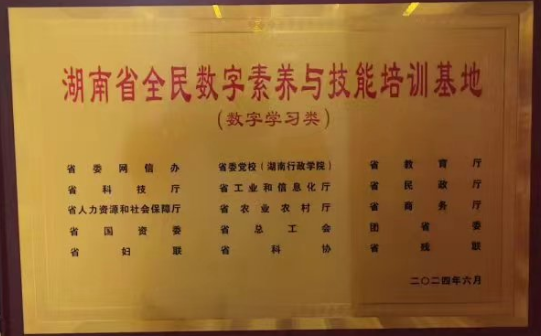 湖南省全民数字素养与技能培训基地
(数字学习类)
省委网信办 省委党校（湖南行政学院） 省教育厅
省科技厅 省工业和信息化厅 省民政厅
省人力资源和社会保障厅 省农业农村厅 省商务厅
省国资委 省总工会 团省委
省妇联 省科协 省残联
二〇二四年六月